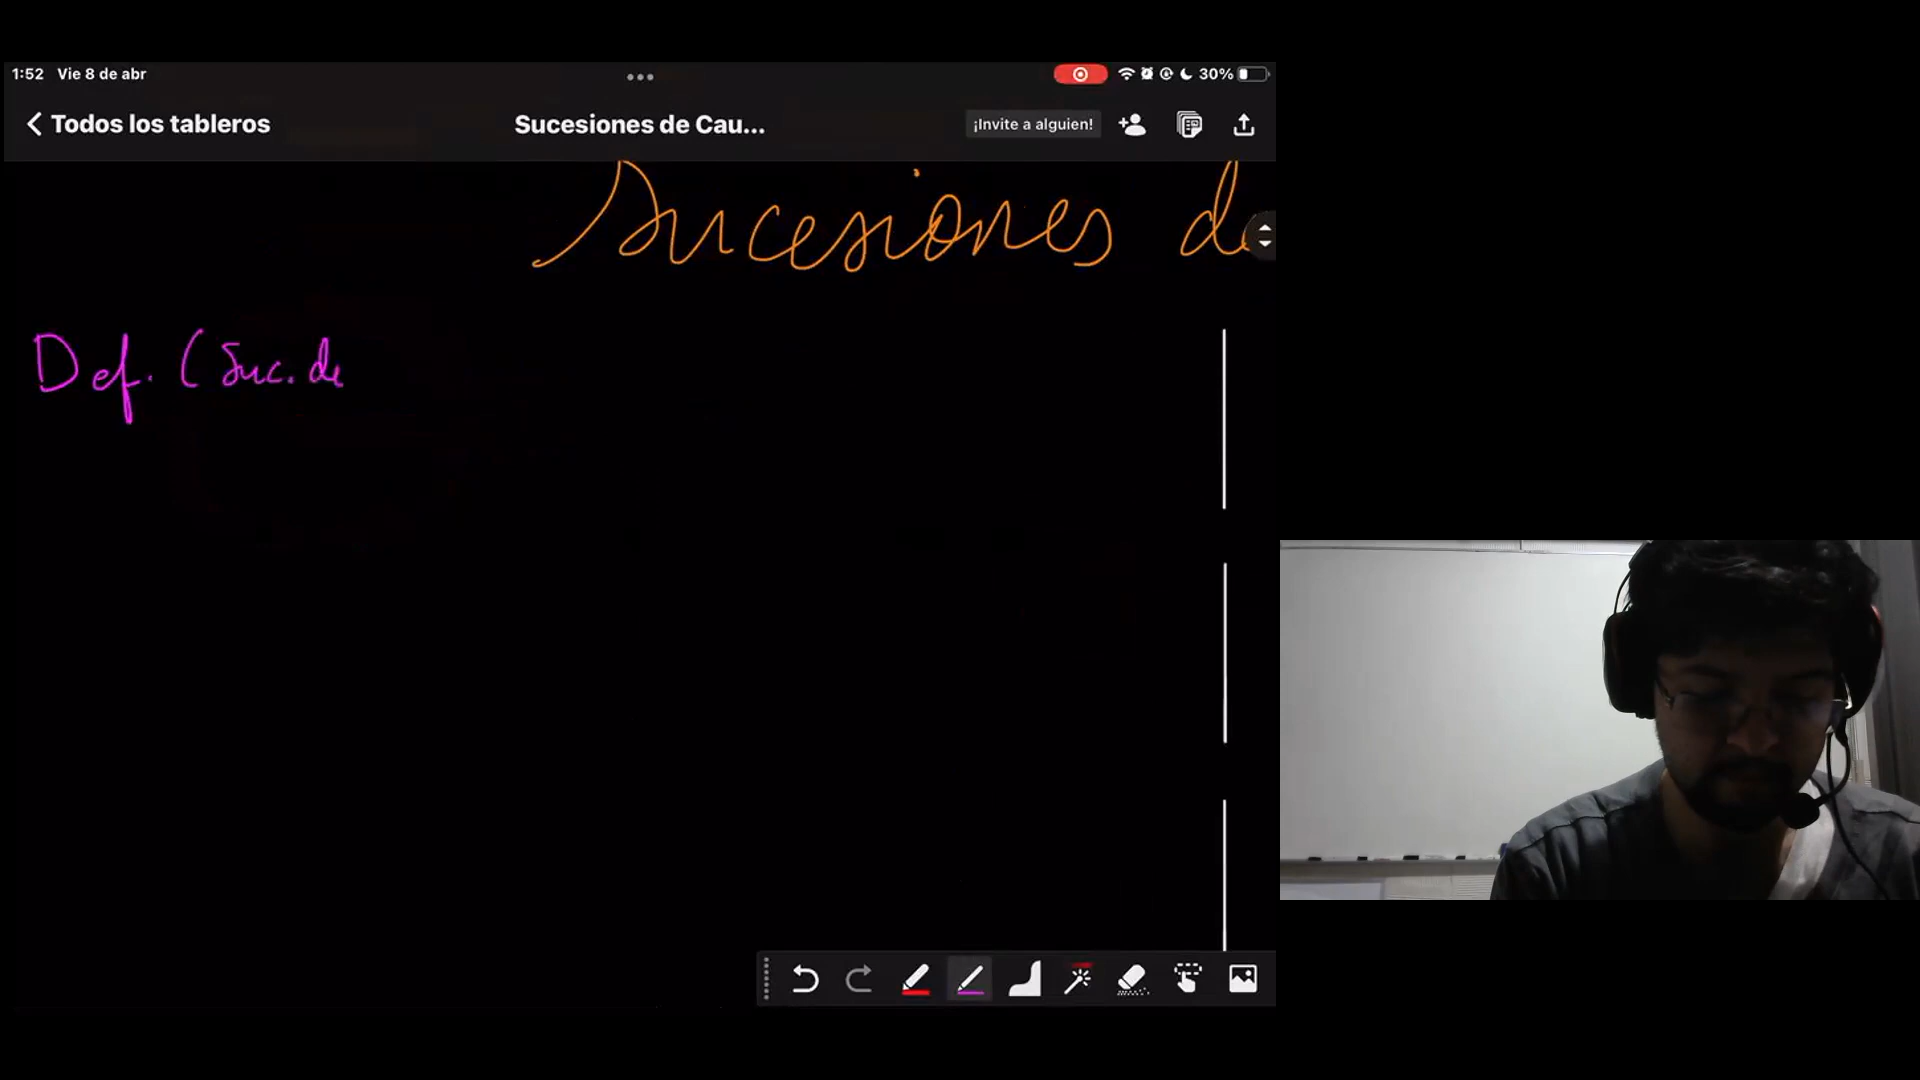 1:52 Vie 8 de abr 30%
Todos los tableros Sucesiones de Cau... ¡Invite a alguien!
Sucesiones de
Def. (Suc. de